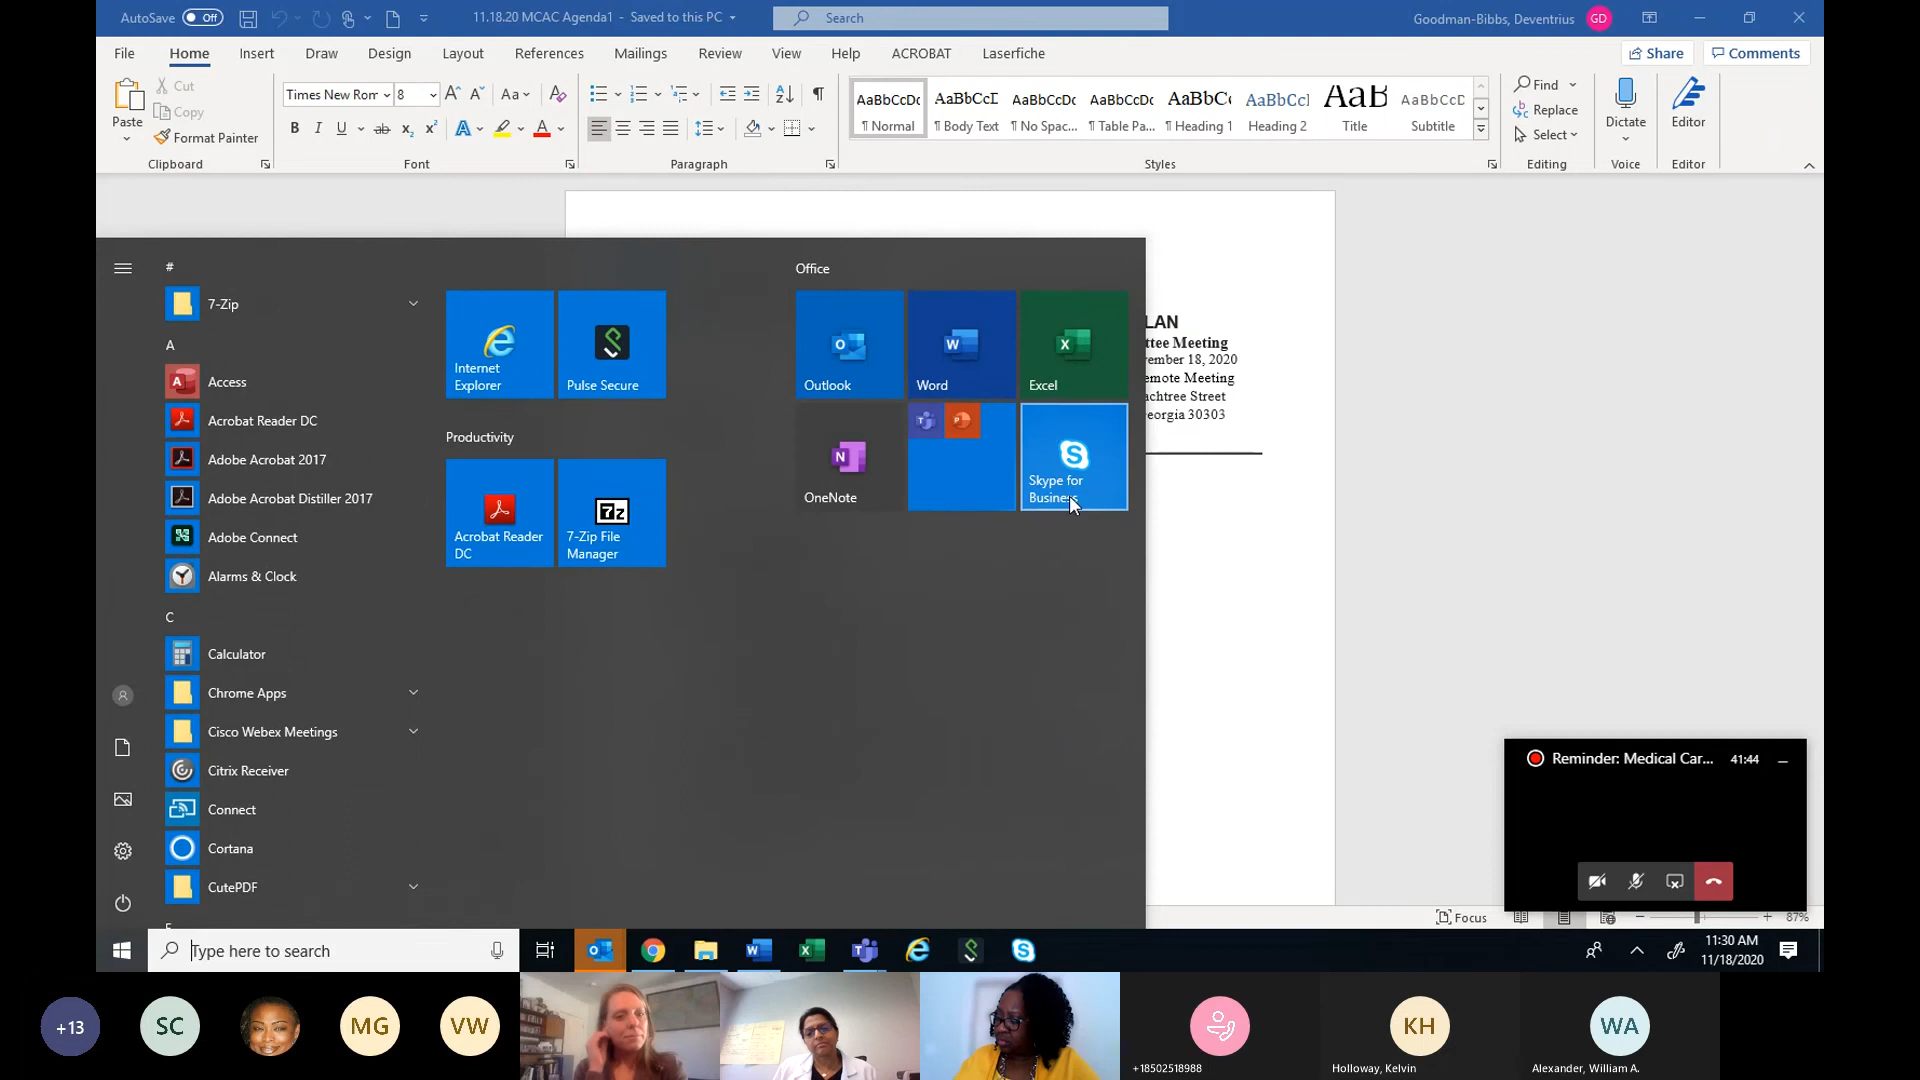 AutoSave Off 11.18.20 MCAC Agenda1 - Saved to this PC Search Goodman-Bibbs, Deventrius GD
File Home Insert Draw Design Layout References Mailings Review View Help ACROBAT Laserfiche Share Comments
Paste Cut Copy Format Painter
Times New Rom 8 Aa
B I U ab x₂ x² A A
AaBbCcDc AaBbCcD AaBbCcDc AaBbCcDc AaBbCc AaBbCcI AaB AaBbCcD
¶ Normal ¶ Body Text ¶ No Spac... ¶ Table Pa... ¶ Heading 1 Heading 2 Title Subtitle
Find Replace Select
Dictate Editor
Clipboard Font Paragraph Styles Editing Voice Editor
LAN
ttee Meeting
ember 18, 2020
emote Meeting
achtree Street
eorgia 30303
#
7-Zip
A
Access
Acrobat Reader DC
Adobe Acrobat 2017
Adobe Acrobat Distiller 2017
Adobe Connect
Alarms & Clock
C
Calculator
Chrome Apps
Cisco Webex Meetings
Citrix Receiver
Connect
Cortana
CutePDF
Internet Explorer
Pulse Secure
Productivity
Acrobat Reader DC
7-Zip File Manager
Office
Outlook
Word
Excel
OneNote
Skype for Business
Reminder: Medical Car... 41:44
Focus 87%
Type here to search
11:30 AM
11/18/2020
+13 SC MG VW KH WA
+18502518988 Holloway, Kelvin Alexander, William A.